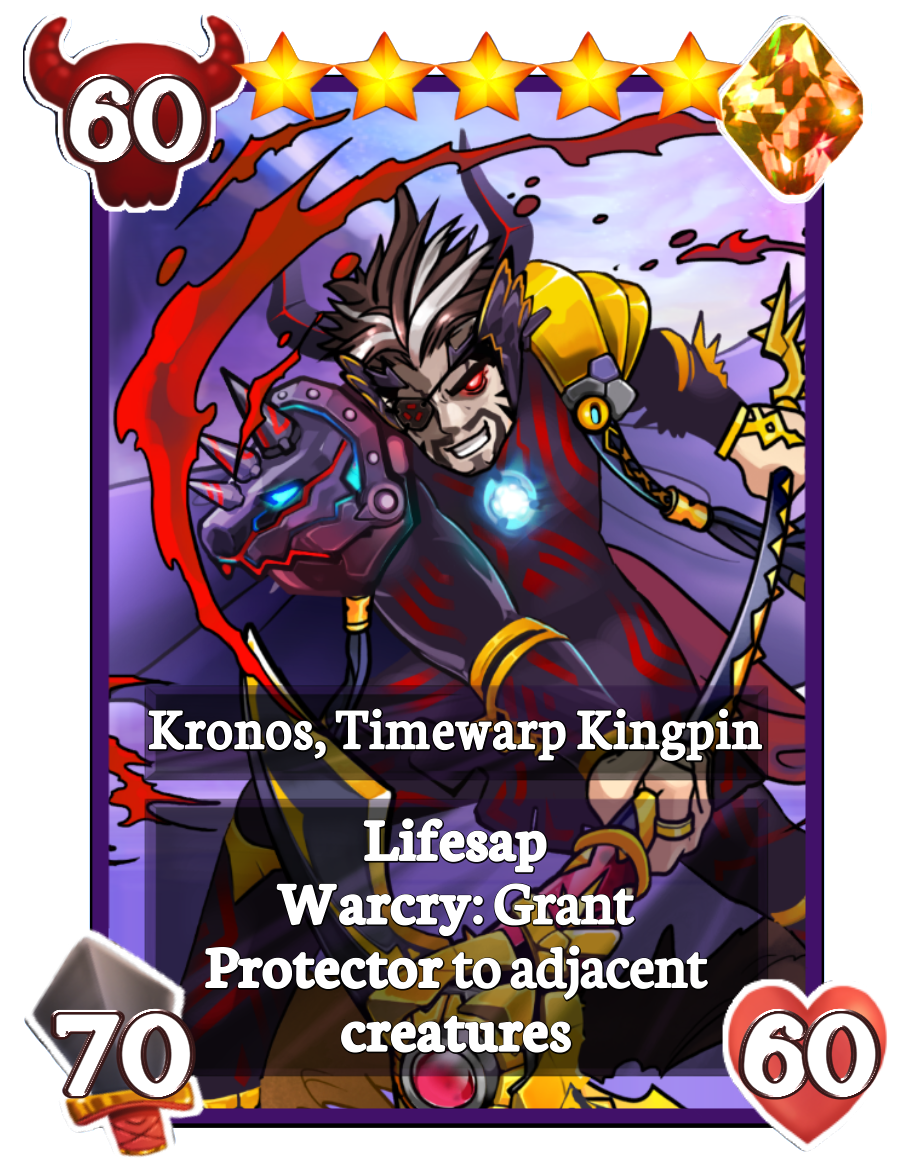 60
Kronos, Timewarp Kingpin
Lifesap
Warcry: Grant
Protector to adjacent
creatures
70
60